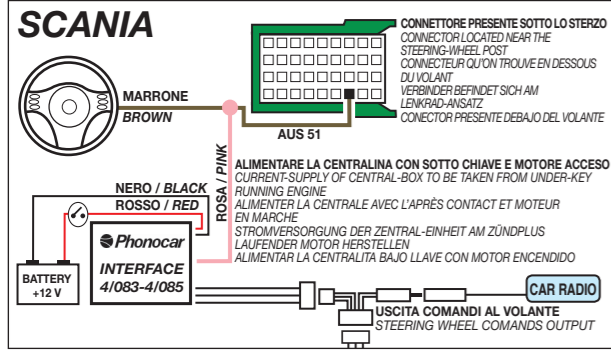 SCANIA
CONNETTORE PRESENTE SOTTO LO STERZO
CONNECTOR LOCATED NEAR THE
STEERING-WHEEL POST
CONNECTEUR QU'ON TROUVE EN DESSOUS
DU VOLANT
VERBINDER BEFINDET SICH AM
LENKRAD-ANSATZ
CONECTOR PRESENTE DEBAJO DEL VOLANTE
MARRONE
BROWN
AUS 51
ROSA / PINK
ALIMENTARE LA CENTRALINA CON SOTTO CHIAVE E MOTORE ACCESO
CURRENT-SUPPLY OF CENTRAL-BOX TO BE TAKEN FROM UNDER-KEY
RUNNING ENGINE
ALIMENTER LA CENTRALE AVEC L'APRÈS CONTACT ET MOTEUR
EN MARCHE
STROMVERSORGUNG DER ZENTRAL-EINHEIT AM ZÜNDPLUS
LAUFENDER MOTOR HERSTELLEN
ALIMENTAR LA CENTRALITA BAJO LLAVE CON MOTOR ENCENDIDO
NERO / BLACK
ROSSO / RED
Phonocar
INTERFACE
4/083-4/085
BATTERY
+12 V
CAR RADIO
USCITA COMANDI AL VOLANTE
STEERING WHEEL COMANDS OUTPUT